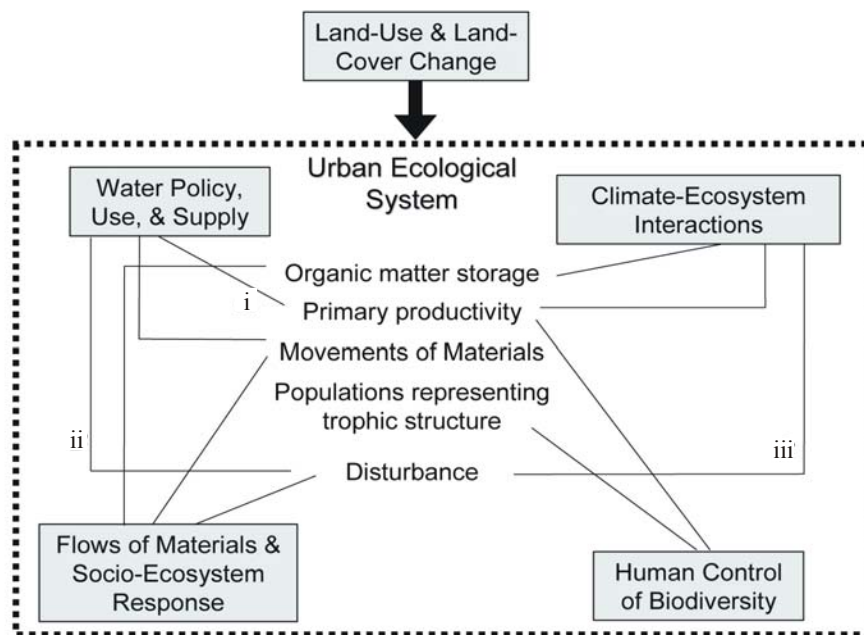 Land-Use & Land-
Cover Change
Urban Ecological
System
Water Policy,
Use, & Supply
Climate-Ecosystem
Interactions
Organic matter storage
i
Primary productivity
Movements of Materials
Populations representing
trophic structure
ii
Disturbance
iii
Flows of Materials &
Socio-Ecosystem
Response
Human Control
of Biodiversity